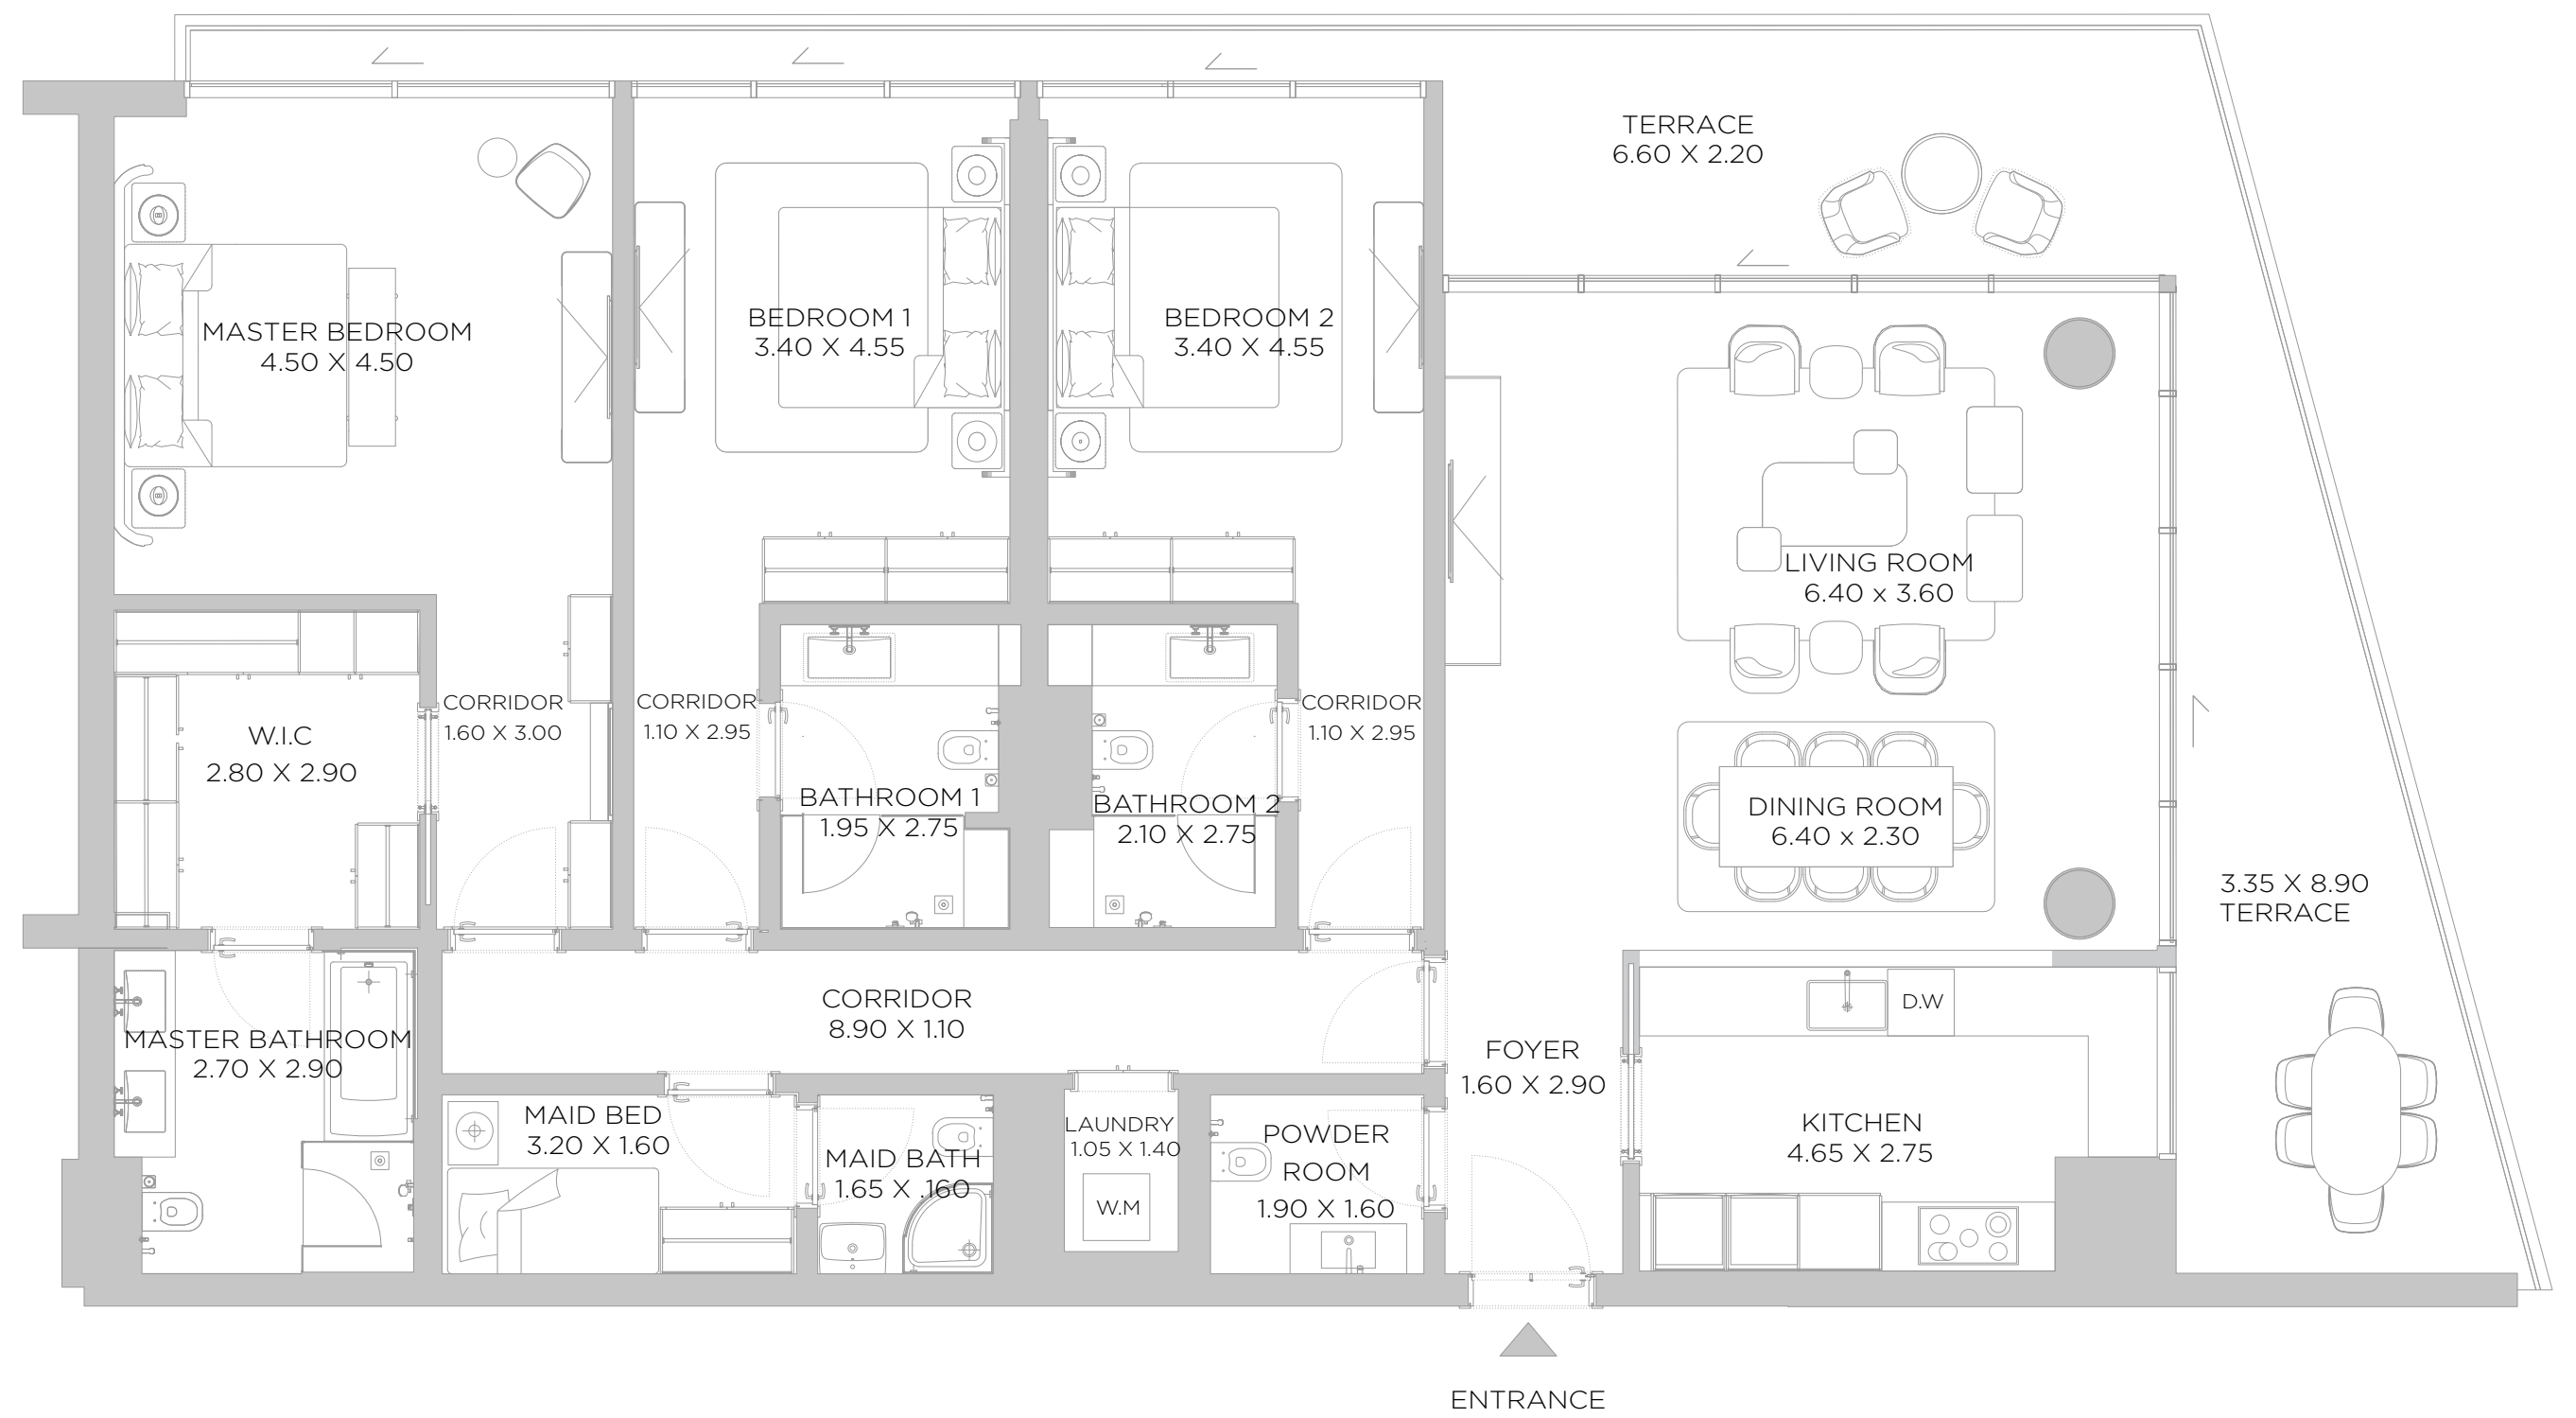 TERRACE
6.60 X 2.20
MASTER BEDROOM
4.50 X 4.50
BEDROOM 1
3.40 X 4.55
BEDROOM 2
3.40 X 4.55
LIVING ROOM
6.40 x 3.60
W.I.C
2.80 X 2.90
CORRIDOR
1.60 X 3.00
CORRIDOR
1.10 X 2.95
BATHROOM 1
1.95 X 2.75
BATHROOM 2
2.10 X 2.75
CORRIDOR
1.10 X 2.95
DINING ROOM
6.40 x 2.30
3.35 X 8.90
TERRACE
MASTER BATHROOM
2.70 X 2.90
CORRIDOR
8.90 X 1.10
FOYER
1.60 X 2.90
D.W
KITCHEN
4.65 X 2.75
MAID BED
3.20 X 1.60
MAID BATH
1.65 X .160
LAUNDRY
1.05 X 1.40
W.M
POWDER
ROOM
1.90 X 1.60
ENTRANCE